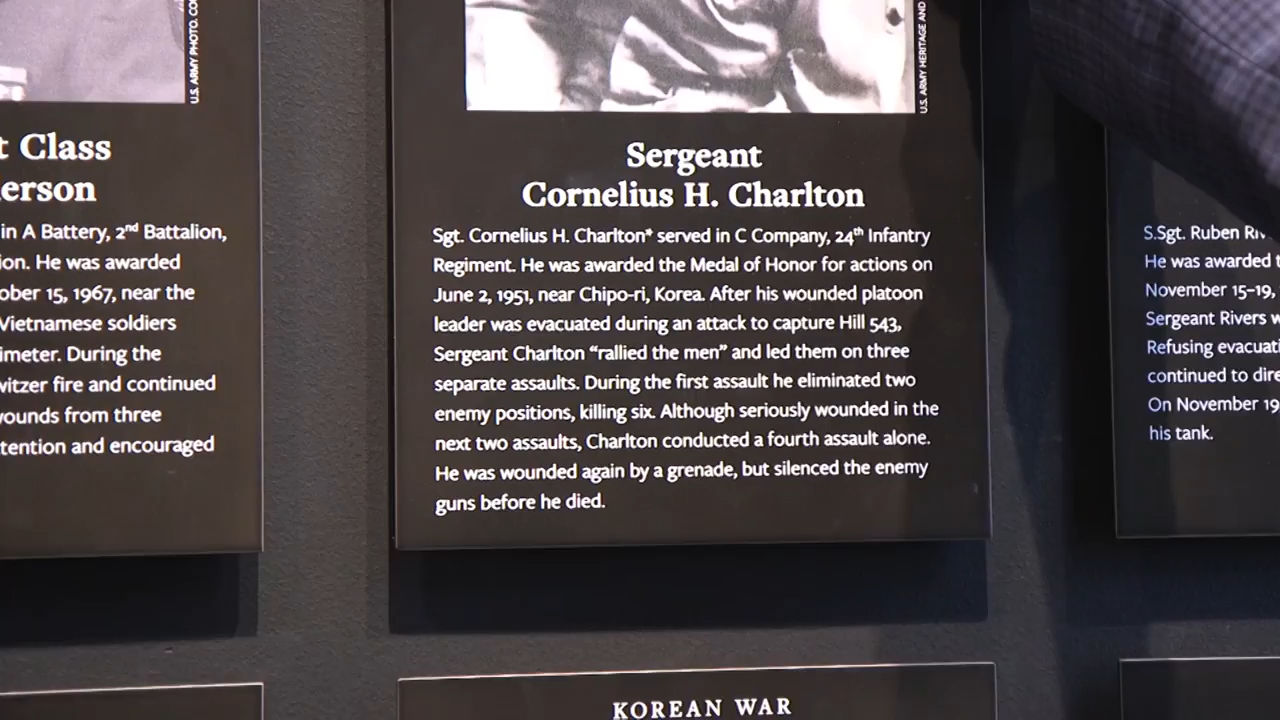 U.S. ARMY PHOTO. CO
t Class
erson
in A Battery, 2nd Battalion,
ion. He was awarded
ober 15, 1967, near the
Vietnamese soldiers
imeter. During the
witzer fire and continued
wounds from three
tention and encouraged
U.S. ARMY HERITAGE AND
Sergeant
Cornelius H. Charlton
Sgt. Cornelius H. Charlton* served in C Company, 24th Infantry
Regiment. He was awarded the Medal of Honor for actions on
June 2, 1951, near Chipo-ri, Korea. After his wounded platoon
leader was evacuated during an attack to capture Hill 543,
Sergeant Charlton “rallied the men” and led them on three
separate assaults. During the first assault he eliminated two
enemy positions, killing six. Although seriously wounded in the
next two assaults, Charlton conducted a fourth assault alone.
He was wounded again by a grenade, but silenced the enemy
guns before he died.
S.Sgt. Ruben Riv
He was awarded t
November 15–19,
Sergeant Rivers w
Refusing evacuati
continued to dire
On November 19
his tank.
KOREAN WAR